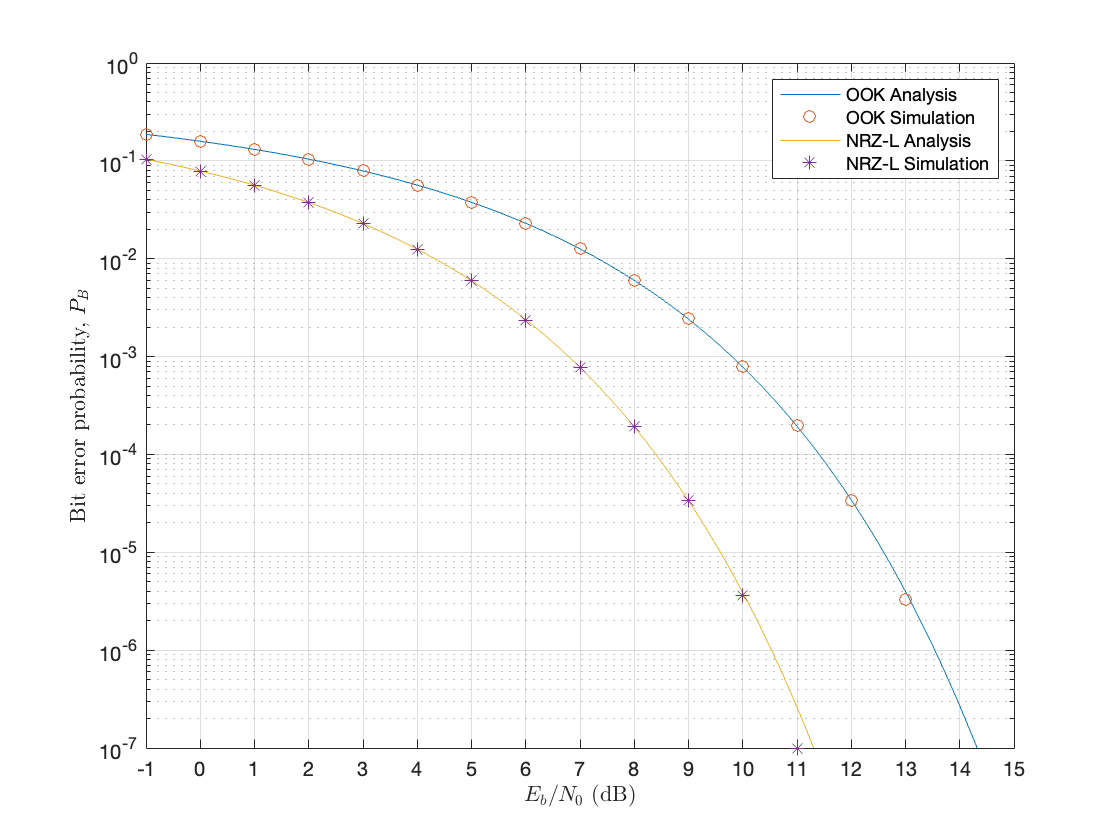 10^0
10^-1
10^-2
10^-3
10^-4
10^-5
10^-6
10^-7
Bit error probability, P_B
OOK Analysis
OOK Simulation
NRZ-L Analysis
NRZ-L Simulation
-1 0 1 2 3 4 5 6 7 8 9 10 11 12 13 14 15
E_b/N_0 (dB)